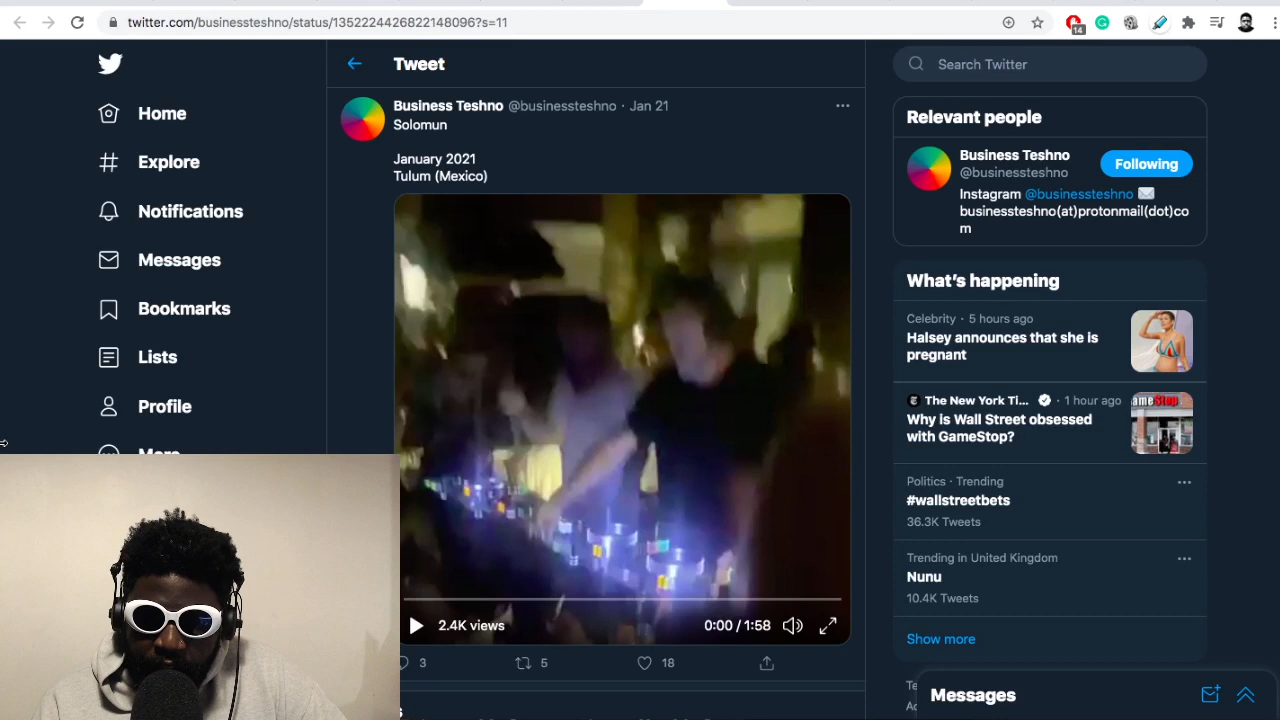 twitter.com/businessteshno/status/1352224426822148096?s=11
14
Home
Explore
Notifications
Messages
Bookmarks
Lists
Profile
More
Tweet
Business Teshno @businessteshno · Jan 21
Solomun
January 2021
Tulum (Mexico)
2.4K views
0:00 / 1:58
3
5
18
Search Twitter
Relevant people
Business Teshno
@businessteshno
Following
Instagram @businessteshno
businessteshno(at)protonmail(dot)co
m
What's happening
Celebrity · 5 hours ago
Halsey announces that she is
pregnant
The New York Ti... · 1 hour ago
Why is Wall Street obsessed
with GameStop?
ameStop
Politics · Trending
#wallstreetbets
36.3K Tweets
Trending in United Kingdom
Nunu
10.4K Tweets
Show more
Te
Messages